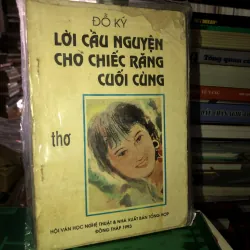 ĐỖ KÝ
LỜI CẦU NGUYỆN
CHO CHIẾC RĂNG
CUỐI CÙNG
thơ
HỘI VĂN HỌC NGHỆ THUẬT & NHÀ XUẤT BẢN TỔNG HỢP
ĐỒNG THÁP 1993